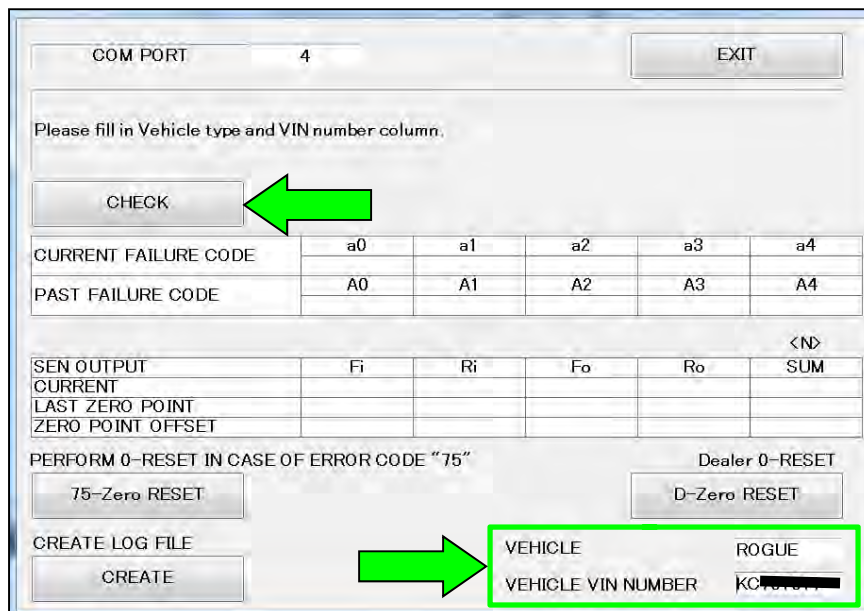 COM PORT 4 EXIT
Please fill in Vehicle type and VIN number column.
CHECK
CURRENT FAILURE CODE a0 a1 a2 a3 a4
PAST FAILURE CODE A0 A1 A2 A3 A4
<N>
SEN OUTPUT Fi Ri Fo Ro SUM
CURRENT
LAST ZERO POINT
ZERO POINT OFFSET
PERFORM 0-RESET IN CASE OF ERROR CODE "75" Dealer 0-RESET
75-Zero RESET D-Zero RESET
CREATE LOG FILE
CREATE
VEHICLE ROGUE
VEHICLE VIN NUMBER KC